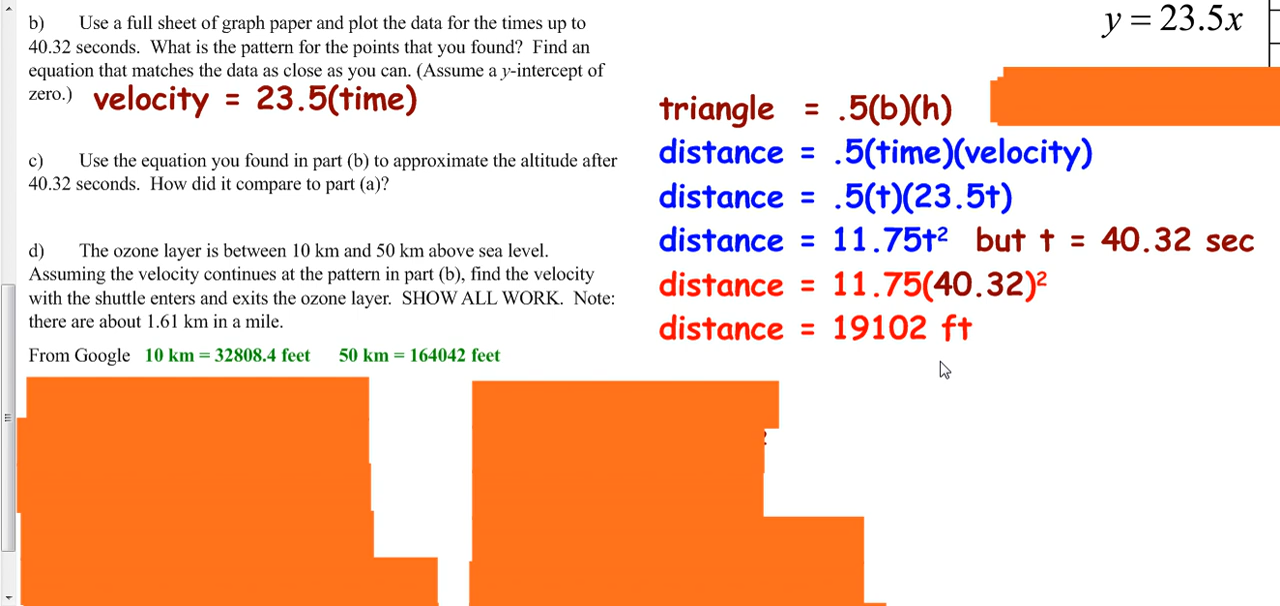 b) Use a full sheet of graph paper and plot the data for the times up to
40.32 seconds. What is the pattern for the points that you found? Find an
equation that matches the data as close as you can. (Assume a y-intercept of
zero.) velocity = 23.5(time)
c) Use the equation you found in part (b) to approximate the altitude after
40.32 seconds. How did it compare to part (a)?
d) The ozone layer is between 10 km and 50 km above sea level.
Assuming the velocity continues at the pattern in part (b), find the velocity
with the shuttle enters and exits the ozone layer. SHOW ALL WORK. Note:
there are about 1.61 km in a mile.
From Google 10 km = 32808.4 feet 50 km = 164042 feet
y = 23.5x
triangle = .5(b)(h)
distance = .5(time)(velocity)
distance = .5(t)(23.5t)
distance = 11.75t² but t = 40.32 sec
distance = 11.75(40.32)²
distance = 19102 ft